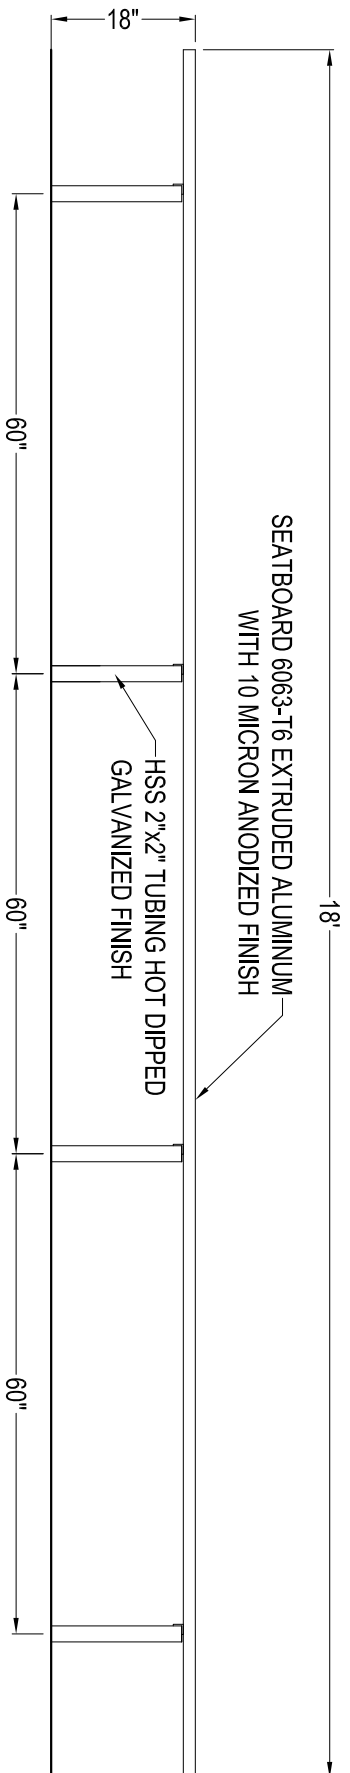 18'
SEATBOARD 6063-T6 EXTRUDED ALUMINUM
WITH 10 MICRON ANODIZED FINISH
18"
HSS 2"x2" TUBING HOT DIPPED
GALVANIZED FINISH
60"
60"
60"